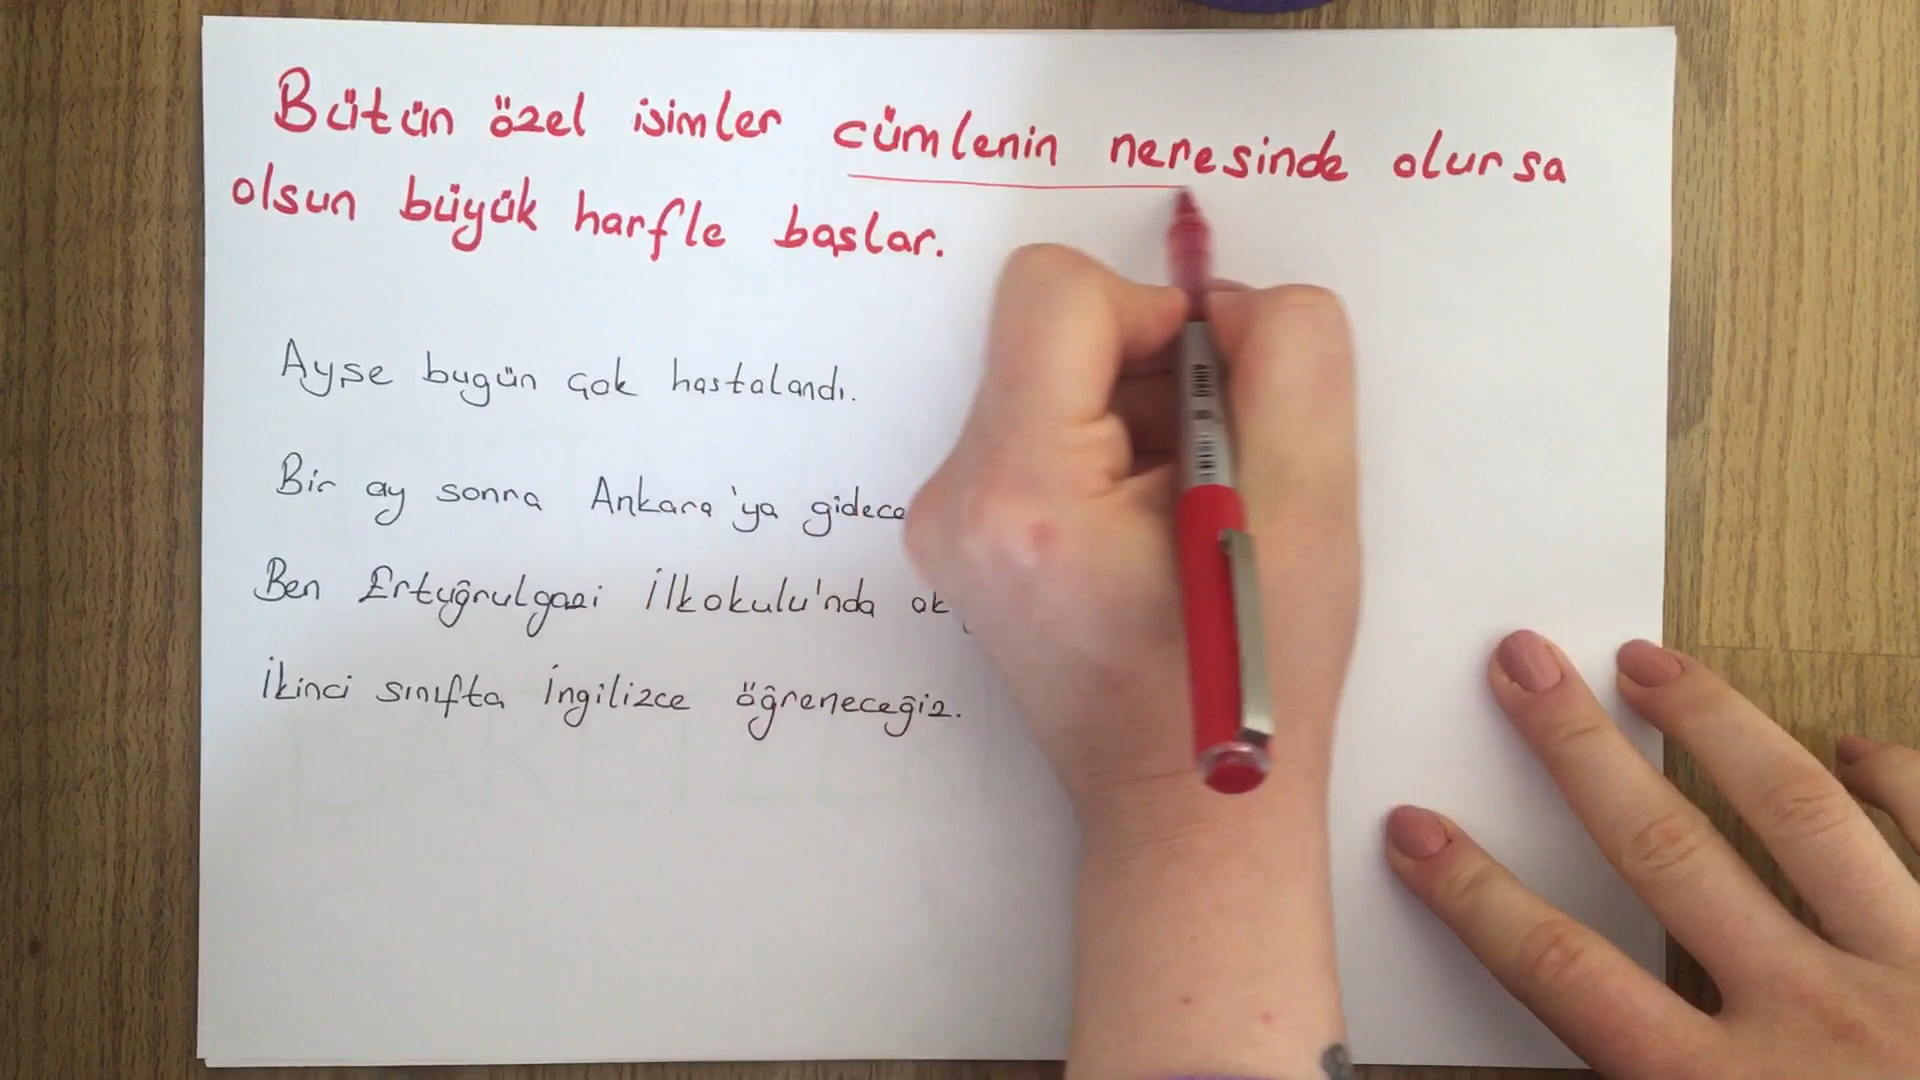 Bütün özel isimler cümlenin neresinde olursa
olsun büyük harfle başlar.
Ayşe bugün çok hastalandı.
Bir ay sonra Ankara'ya
Ben Ertuğrulgazi İlkokulu'nda
İkinci sınıfta İngilizce öğreneceğiz.